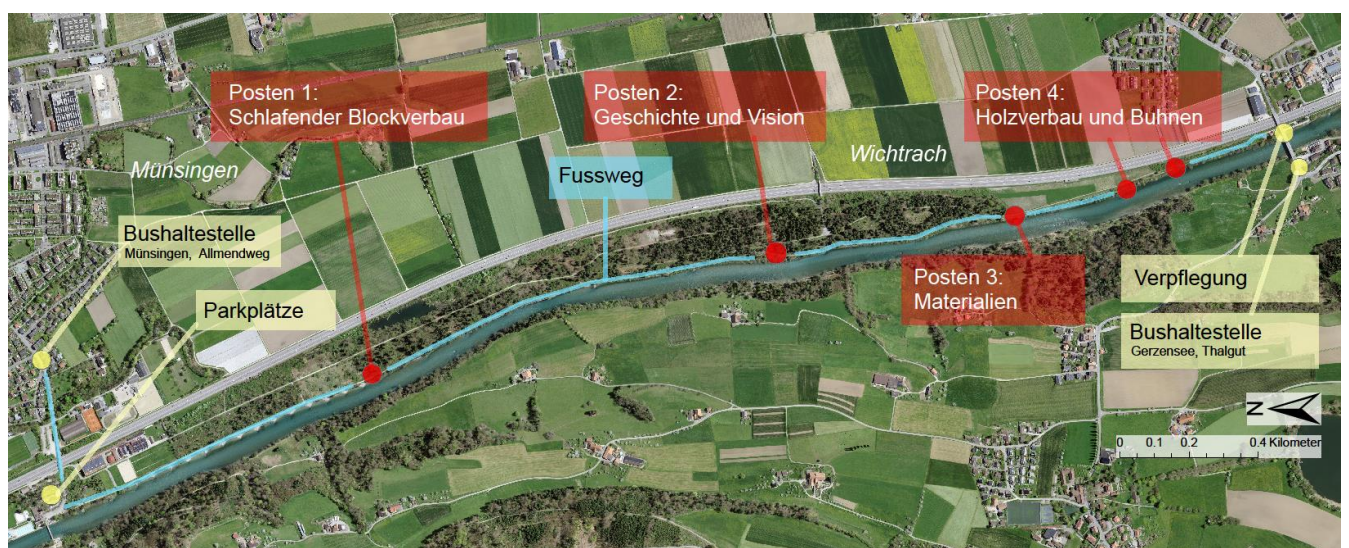 Posten 1:
Schlafender Blockverbau
Posten 2:
Geschichte und Vision
Posten 4:
Holzverbau und Buhnen
Münsingen
Wichtrach
Fussweg
Bushaltestelle
Münsingen, Allmendweg
Parkplätze
Posten 3:
Materialien
Verpflegung
Bushaltestelle
Gerzensee, Thalgut
N
0 0.1 0.2 0.4 Kilometer